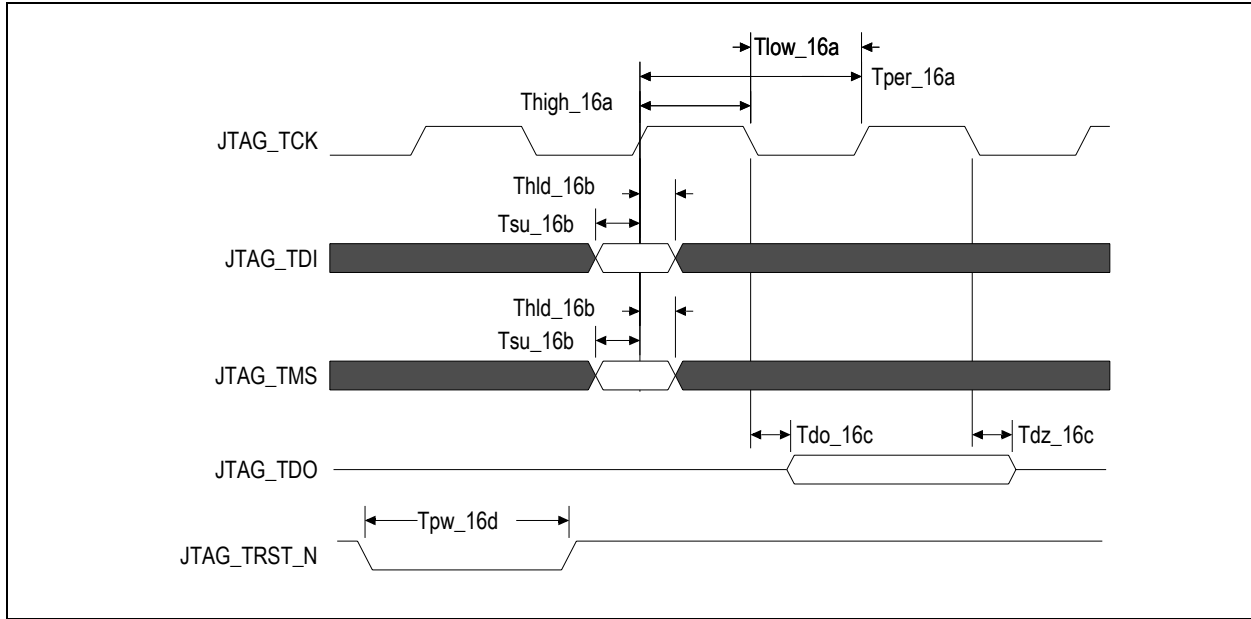 Tlow_16a
Tper_16a
Thigh_16a
JTAG_TCK
Thld_16b
Tsu_16b
JTAG_TDI
Thld_16b
Tsu_16b
JTAG_TMS
Tdo_16c
Tdz_16c
JTAG_TDO
Tpw_16d
JTAG_TRST_N